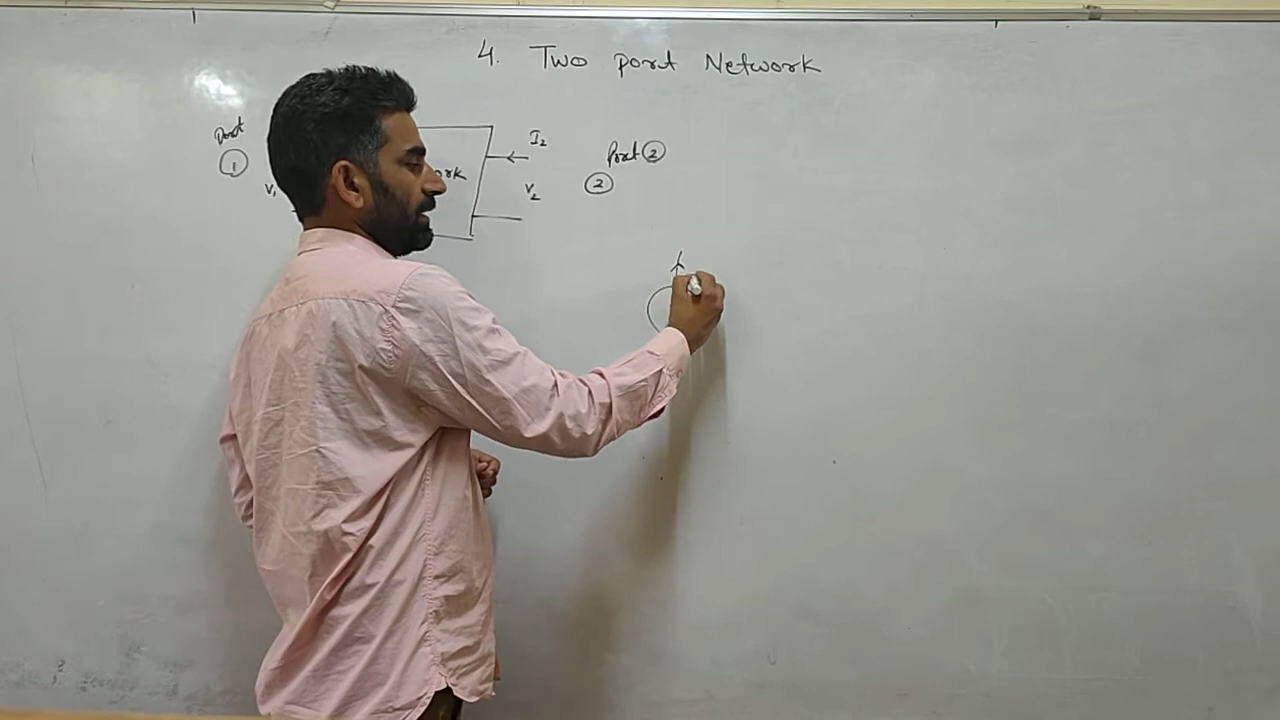 4. Two port Network
Port
1
V₁
ork
I₂
V₂
Port 2
2